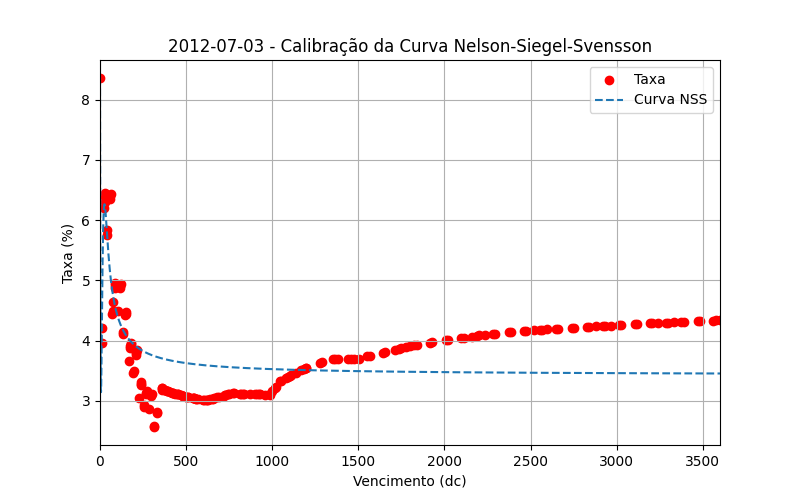 2012-07-03 - Calibração da Curva Nelson-Siegel-Svensson
Taxa
Curva NSS
Taxa (%)
8
7
6
5
4
3
0 500 1000 1500 2000 2500 3000 3500
Vencimento (dc)